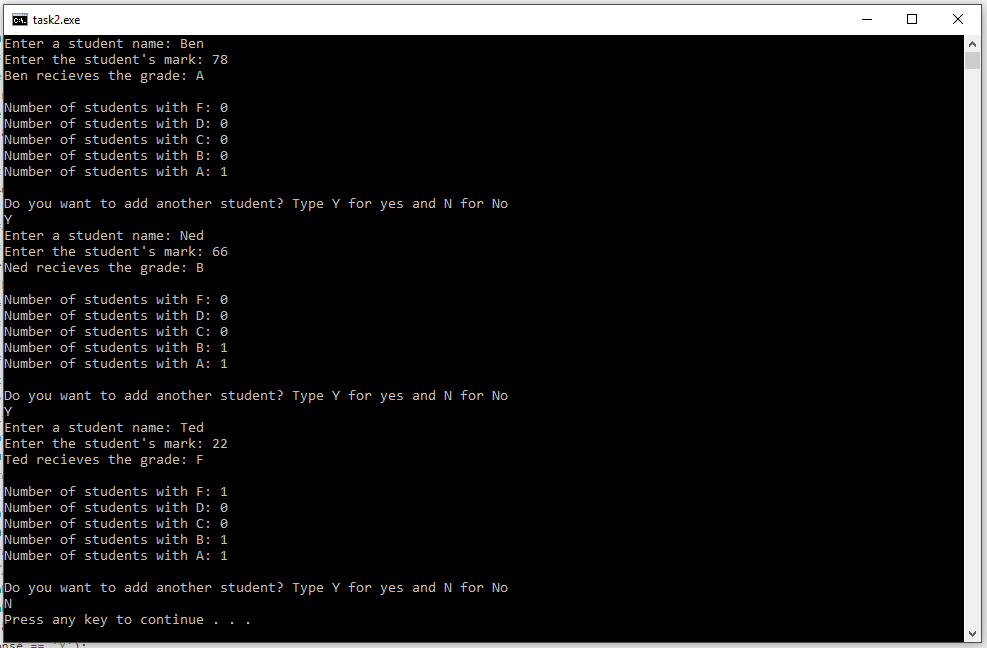 task2.exe
Enter a student name: Ben
Enter the student's mark: 78
Ben recieves the grade: A
Number of students with F: 0
Number of students with D: 0
Number of students with C: 0
Number of students with B: 0
Number of students with A: 1
Do you want to add another student? Type Y for yes and N for No
Y
Enter a student name: Ned
Enter the student's mark: 66
Ned recieves the grade: B
Number of students with F: 0
Number of students with D: 0
Number of students with C: 0
Number of students with B: 1
Number of students with A: 1
Do you want to add another student? Type Y for yes and N for No
Y
Enter a student name: Ted
Enter the student's mark: 22
Ted recieves the grade: F
Number of students with F: 1
Number of students with D: 0
Number of students with C: 0
Number of students with B: 1
Number of students with A: 1
Do you want to add another student? Type Y for yes and N for No
N
Press any key to continue . . .